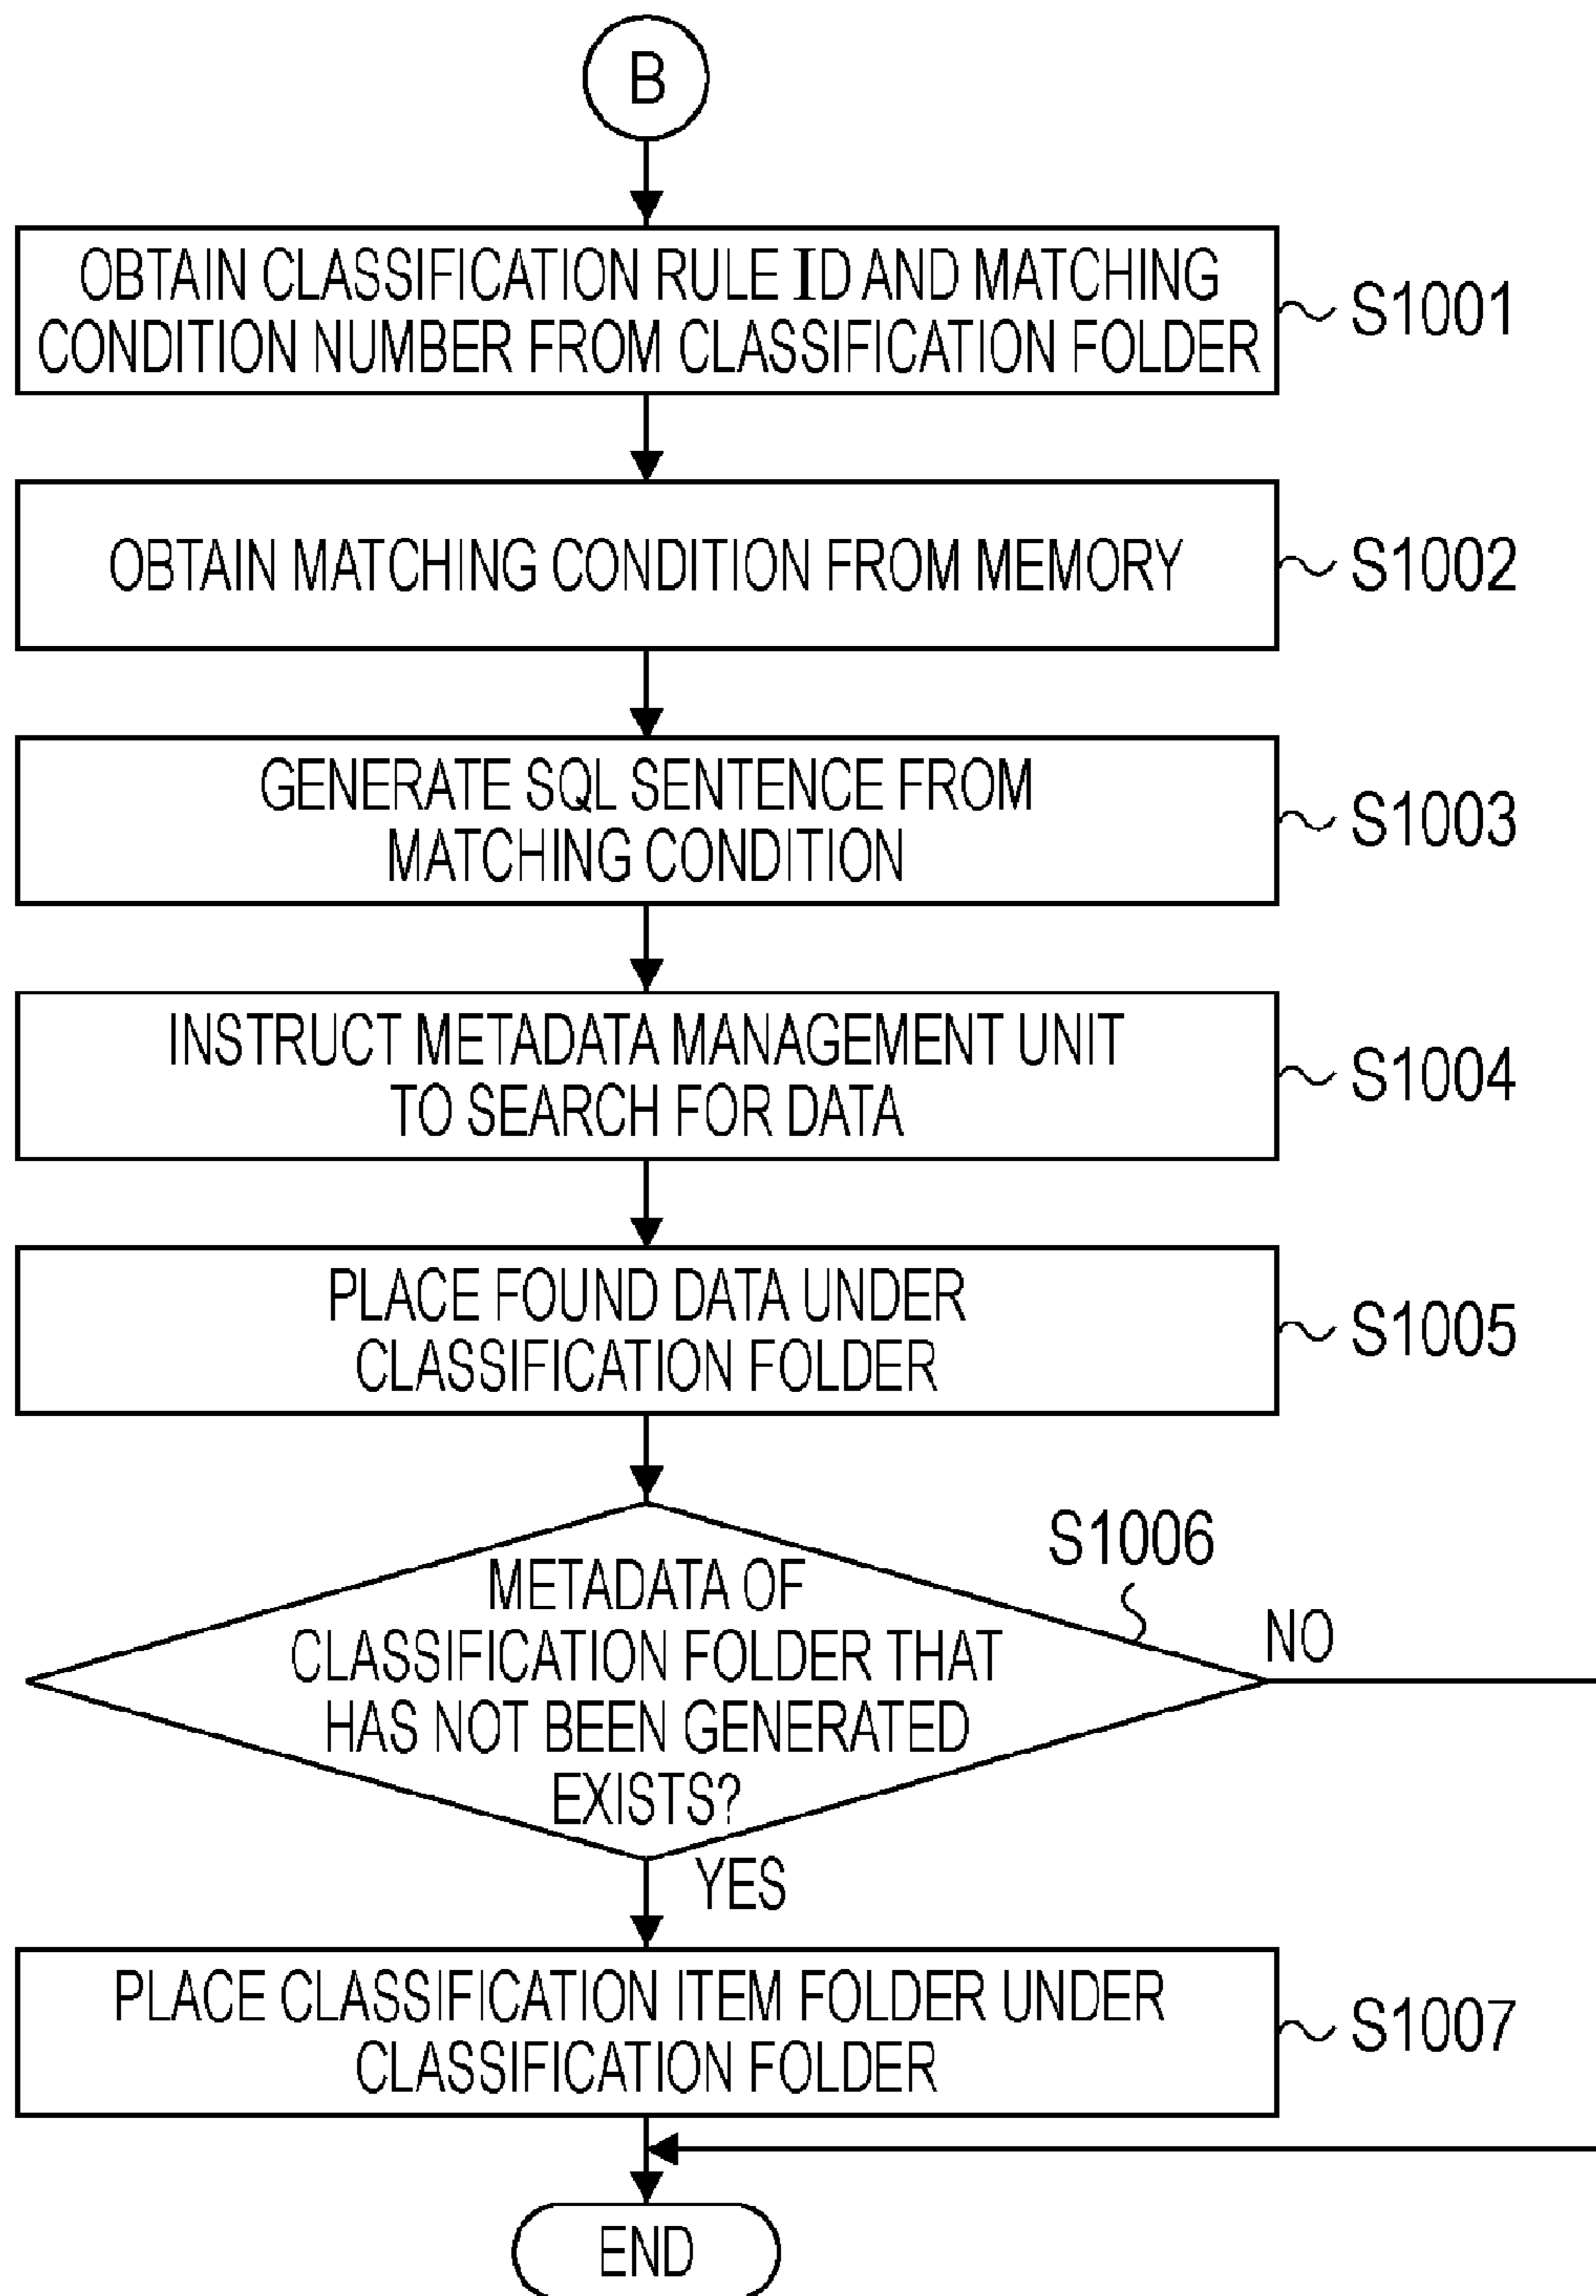 B
OBTAIN CLASSIFICATION RULE ID AND MATCHING
CONDITION NUMBER FROM CLASSIFICATION FOLDER
S1001
OBTAIN MATCHING CONDITION FROM MEMORY
S1002
GENERATE SQL SENTENCE FROM
MATCHING CONDITION
S1003
INSTRUCT METADATA MANAGEMENT UNIT
TO SEARCH FOR DATA
S1004
PLACE FOUND DATA UNDER
CLASSIFICATION FOLDER
S1005
S1006
METADATA OF
CLASSIFICATION FOLDER THAT
HAS NOT BEEN GENERATED
EXISTS?
NO
YES
PLACE CLASSIFICATION ITEM FOLDER UNDER
CLASSIFICATION FOLDER
S1007
END